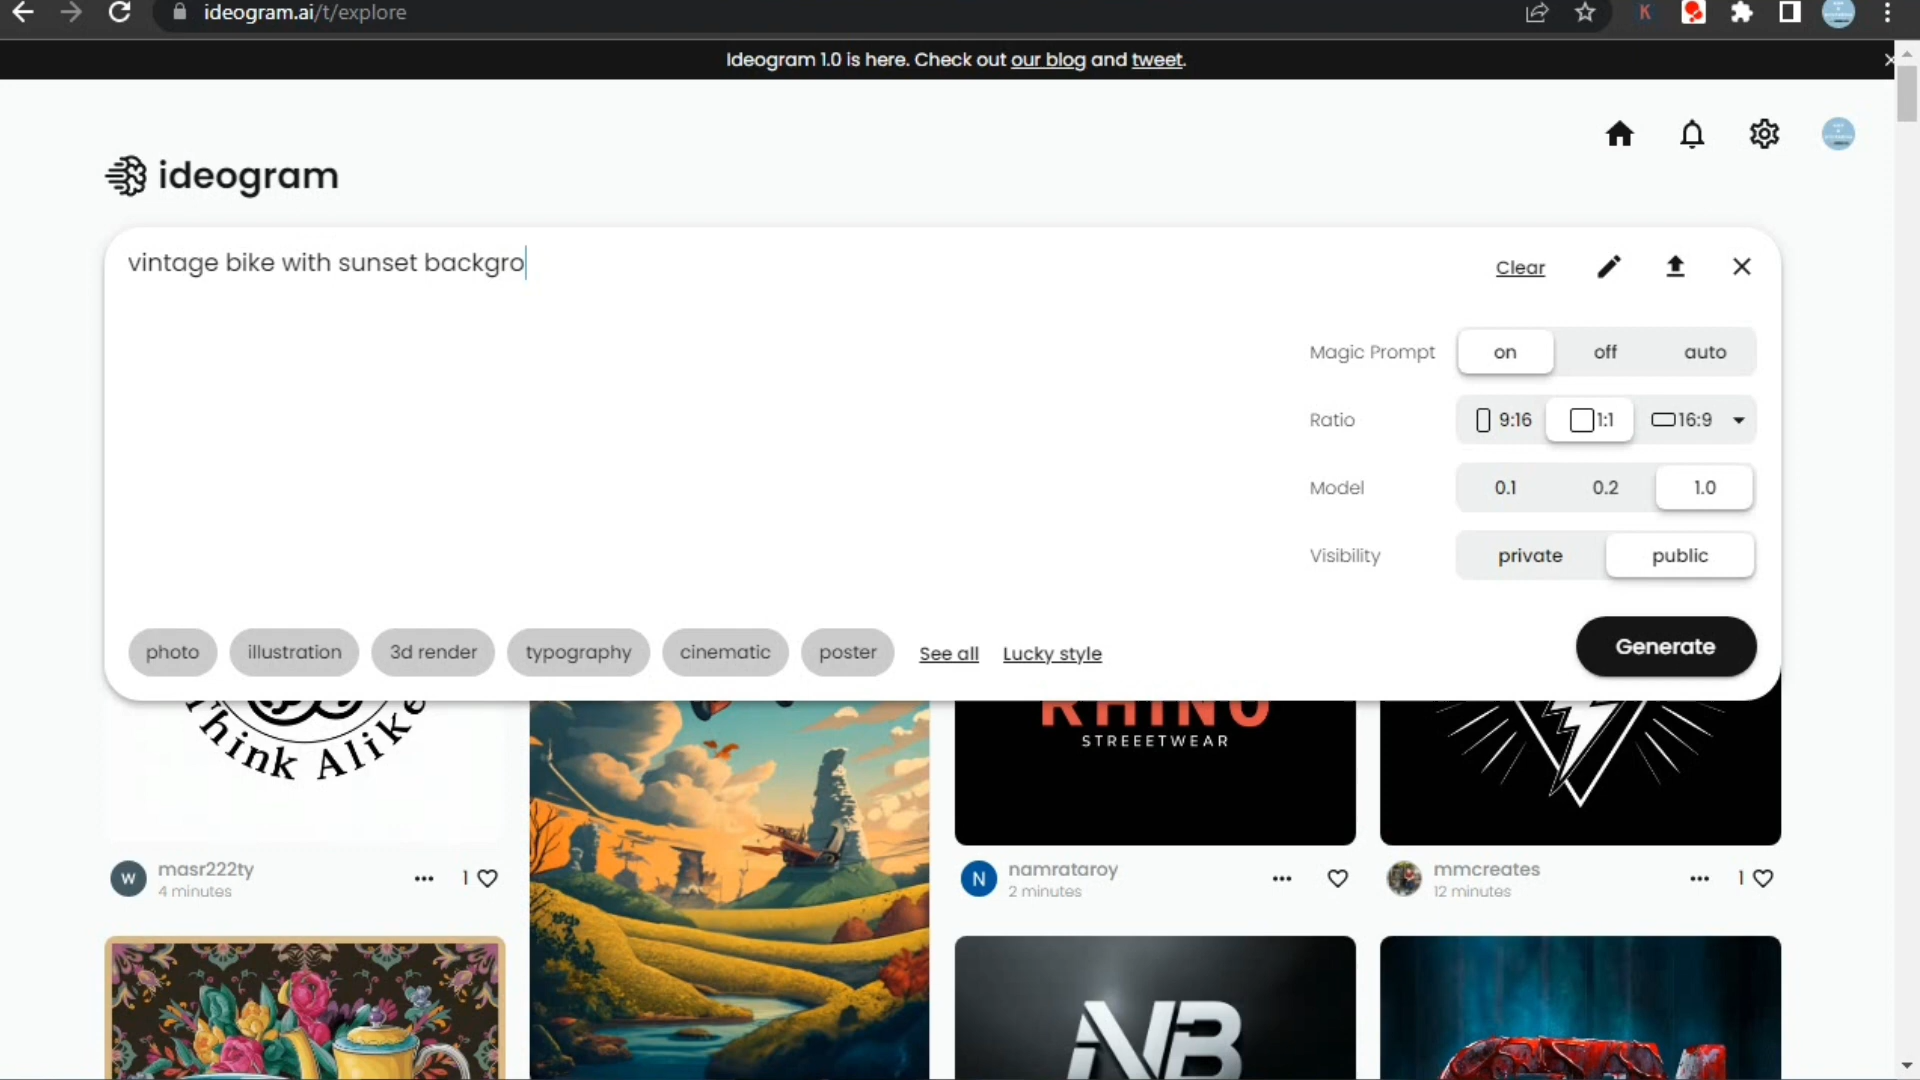 ideogram.ai/t/explore
K
Ideogram 1.0 is here. Check out our blog and tweet.
ideogram
vintage bike with sunset backgro
Clear
Magic Prompt on off auto
Ratio 9:16 1:1 16:9
Model 0.1 0.2 1.0
Visibility private public
photo illustration 3d render typography cinematic poster See all Lucky style Generate
Think Alike
RHINO
STREEETWEAR
W masr222ty 1
4 minutes
N namrataroy
2 minutes
mmcreates 1
12 minutes
NB